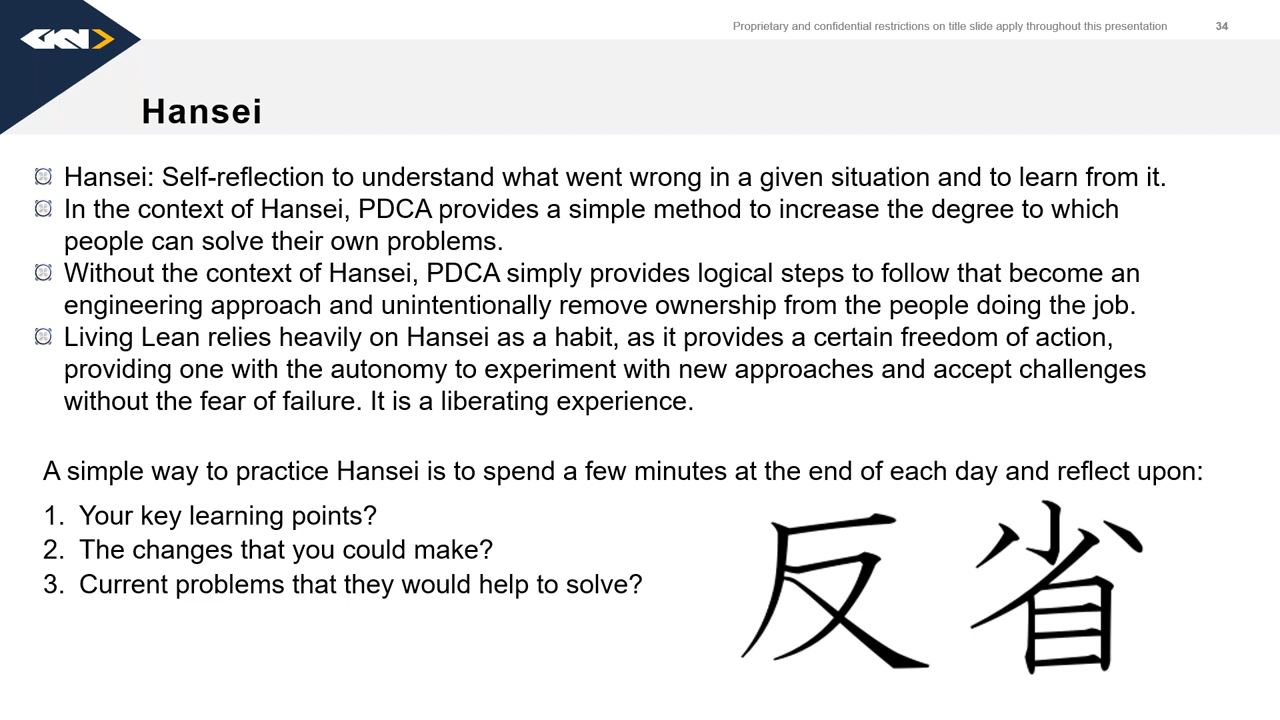 GKN
Proprietary and confidential restrictions on title slide apply throughout this presentation 34
Hansei
Hansei: Self-reflection to understand what went wrong in a given situation and to learn from it.
In the context of Hansei, PDCA provides a simple method to increase the degree to which
people can solve their own problems.
Without the context of Hansei, PDCA simply provides logical steps to follow that become an
engineering approach and unintentionally remove ownership from the people doing the job.
Living Lean relies heavily on Hansei as a habit, as it provides a certain freedom of action,
providing one with the autonomy to experiment with new approaches and accept challenges
without the fear of failure. It is a liberating experience.
A simple way to practice Hansei is to spend a few minutes at the end of each day and reflect upon:
1. Your key learning points?
2. The changes that you could make?
3. Current problems that they would help to solve?
反省